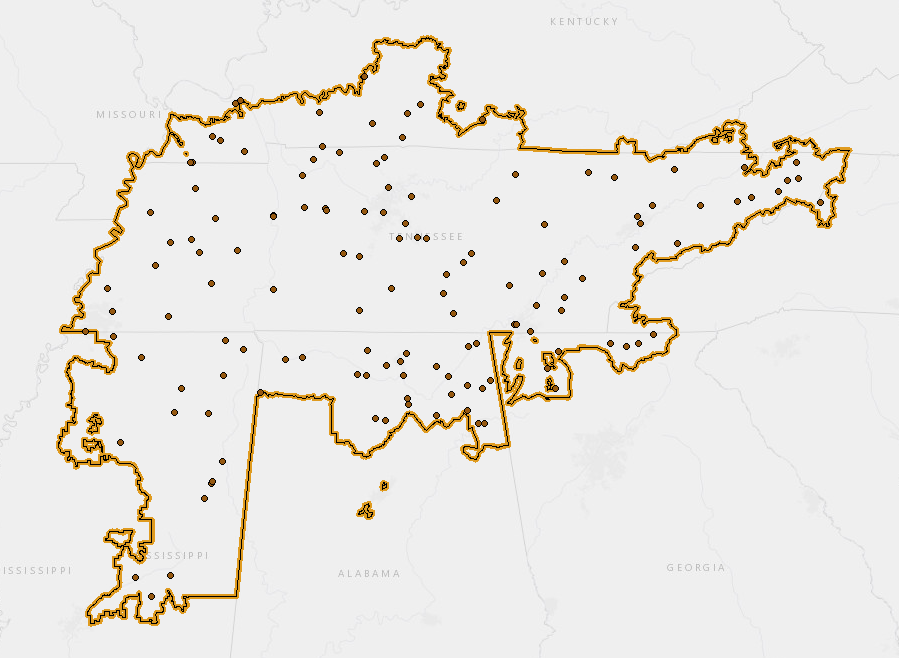 KENTUCKY
MISSOURI
TENNESSEE
SSISSIPPI
ISSISSIPPI
ALABAMA
GEORGIA